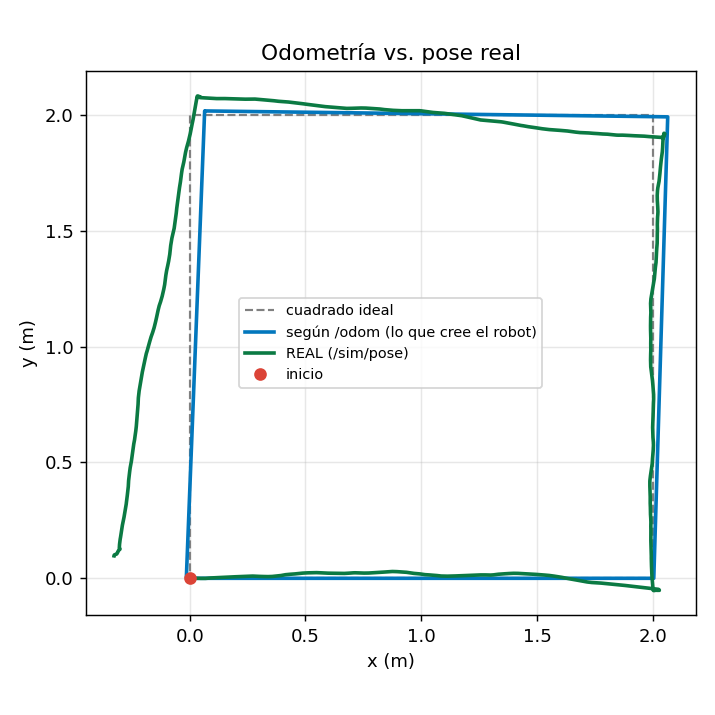 Odometría vs. pose real
2.0
1.5
1.0
0.5
0.0
y (m)
cuadrado ideal
según /odom (lo que cree el robot)
REAL (/sim/pose)
inicio
0.0
0.5
1.0
1.5
2.0
x (m)